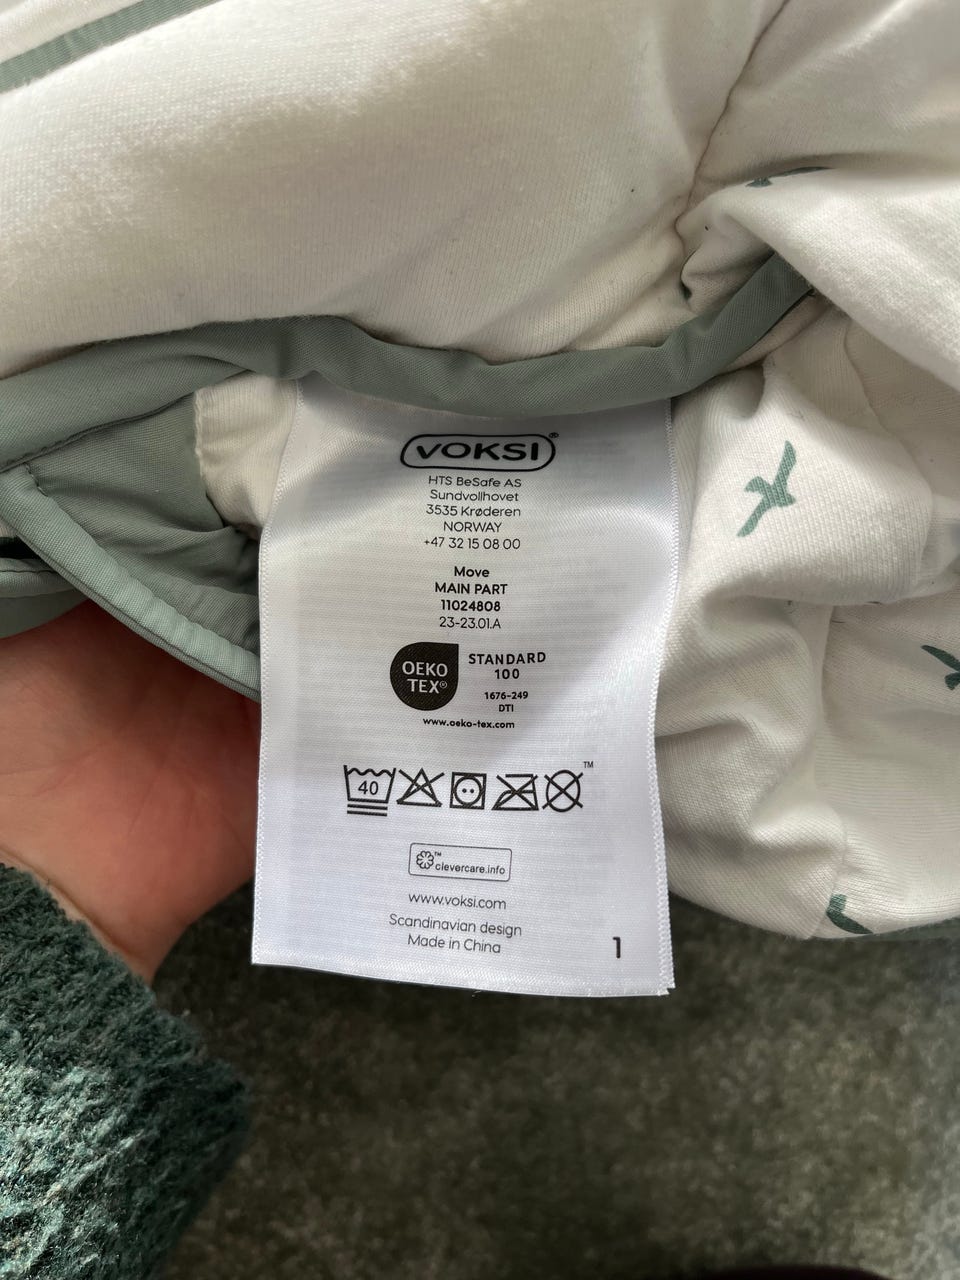 VOKSI®
HTS BeSafe AS
Sundvollhovet
3535 Krøderen
NORWAY
+47 32 15 08 00
Move
MAIN PART
11024808
23-23.01.A
OEKO
TEX®
STANDARD
100
1676-249
DTI
www.oeko-tex.com
40
TM
TM clevercare.info
www.voksi.com
Scandinavian design
Made in China
1